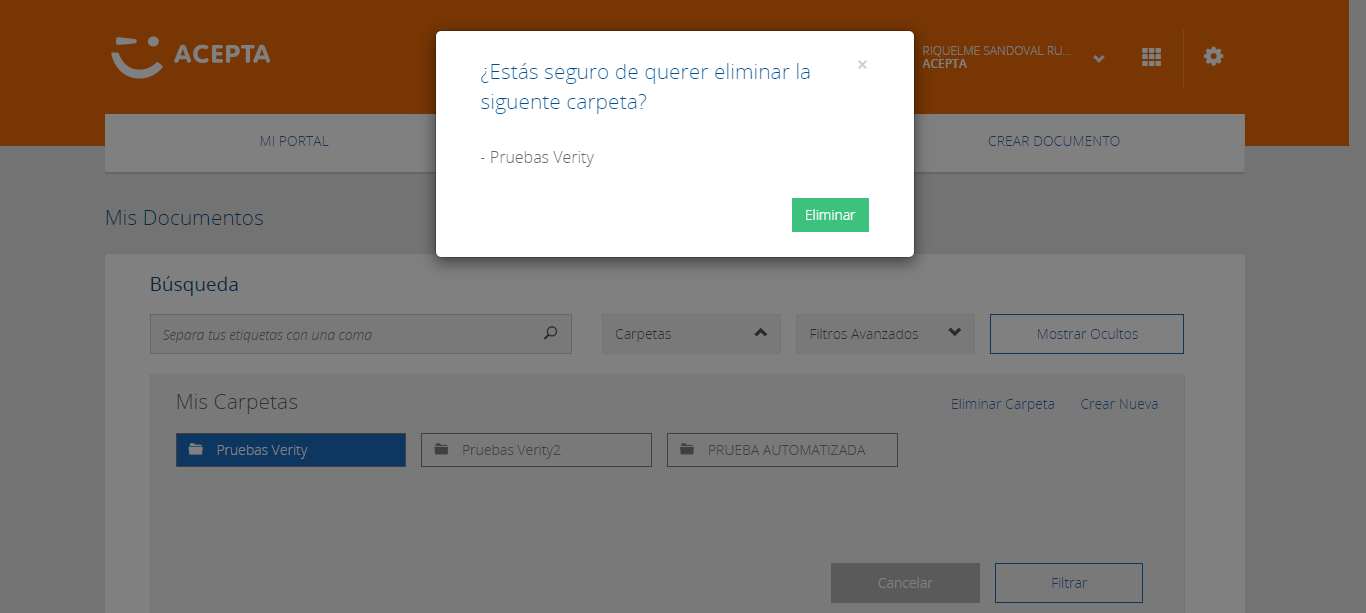 ACEPTA
¿Estás seguro de querer eliminar la
siguente carpeta?
×
- Pruebas Verity
Eliminar
RIQUELME SANDOVAL RU...
ACEPTA
MI PORTAL
CREAR DOCUMENTO
Mis Documentos
Búsqueda
Separa tus etiquetas con una coma
Carpetas
Filtros Avanzados
Mostrar Ocultos
Mis Carpetas
Eliminar Carpeta
Crear Nueva
Pruebas Verity
Pruebas Verity2
PRUEBA AUTOMATIZADA
Cancelar
Filtrar